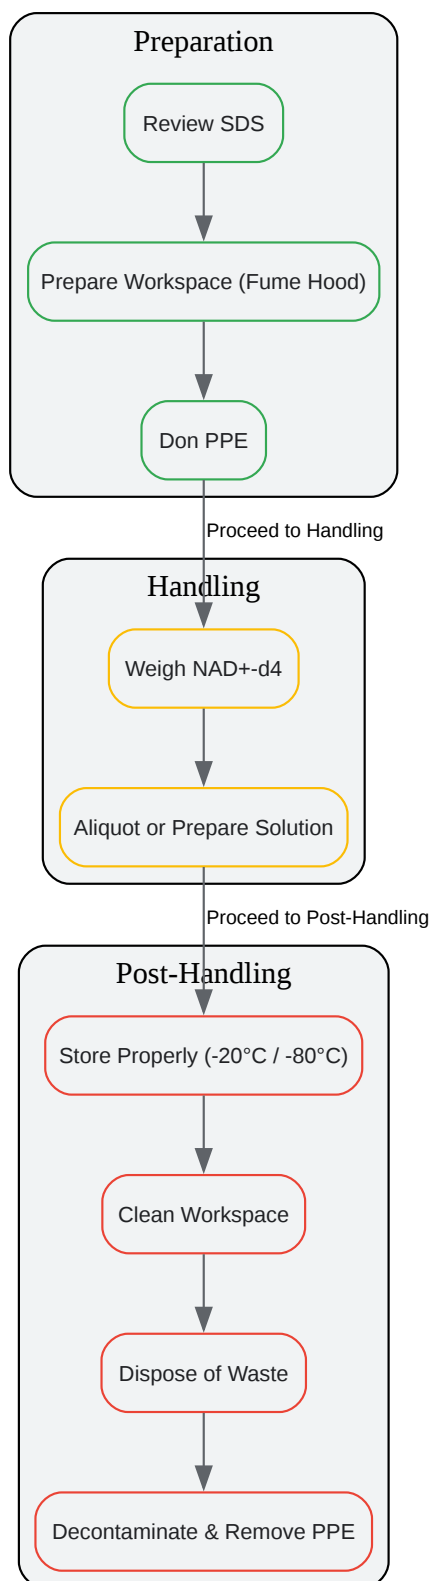 Preparation
Review SDS
Prepare Workspace (Fume Hood)
Don PPE
Proceed to Handling
Handling
Weigh NAD+-d4
Aliquot or Prepare Solution
Proceed to Post-Handling
Post-Handling
Store Properly (-20°C / -80°C)
Clean Workspace
Dispose of Waste
Decontaminate & Remove PPE